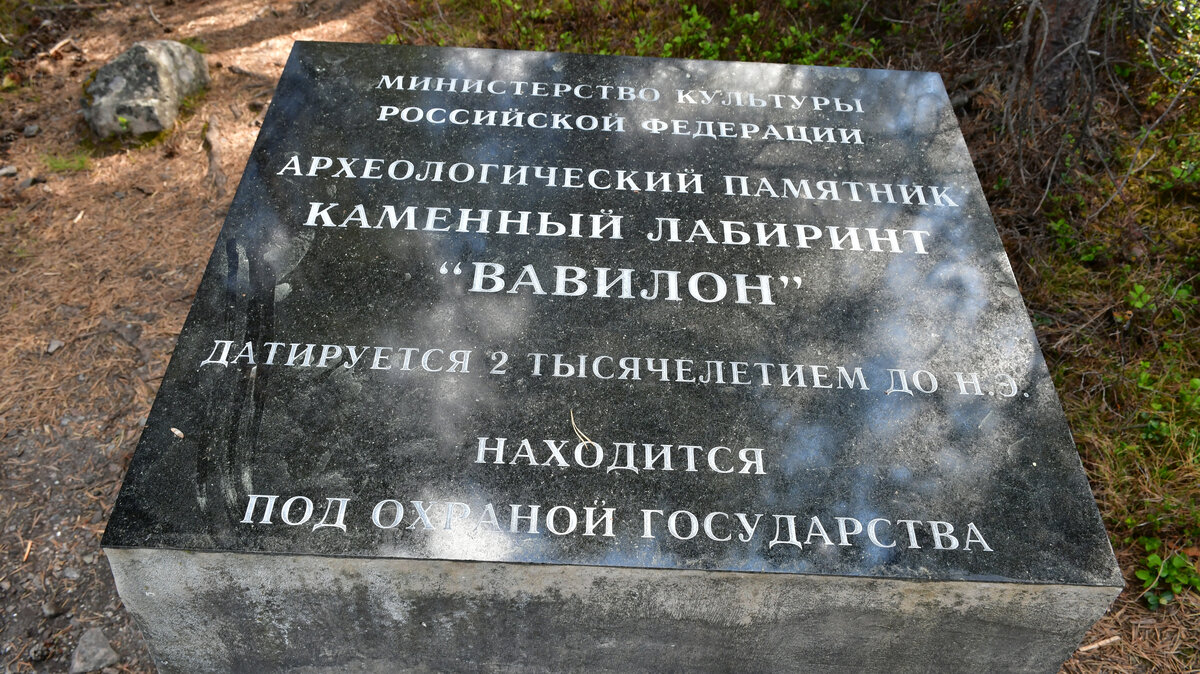 МИНИСТЕРСТВО КУЛЬТУРЫ
РОССИЙСКОЙ ФЕДЕРАЦИИ
АРХЕОЛОГИЧЕСКИЙ ПАМЯТНИК
КАМЕННЫЙ ЛАБИРИНТ
“ВАВИЛОН”
ДАТИРУЕТСЯ 2 ТЫСЯЧЕЛЕТИЕМ ДО Н.Э.
НАХОДИТСЯ
ПОД ОХРАНОЙ ГОСУДАРСТВА